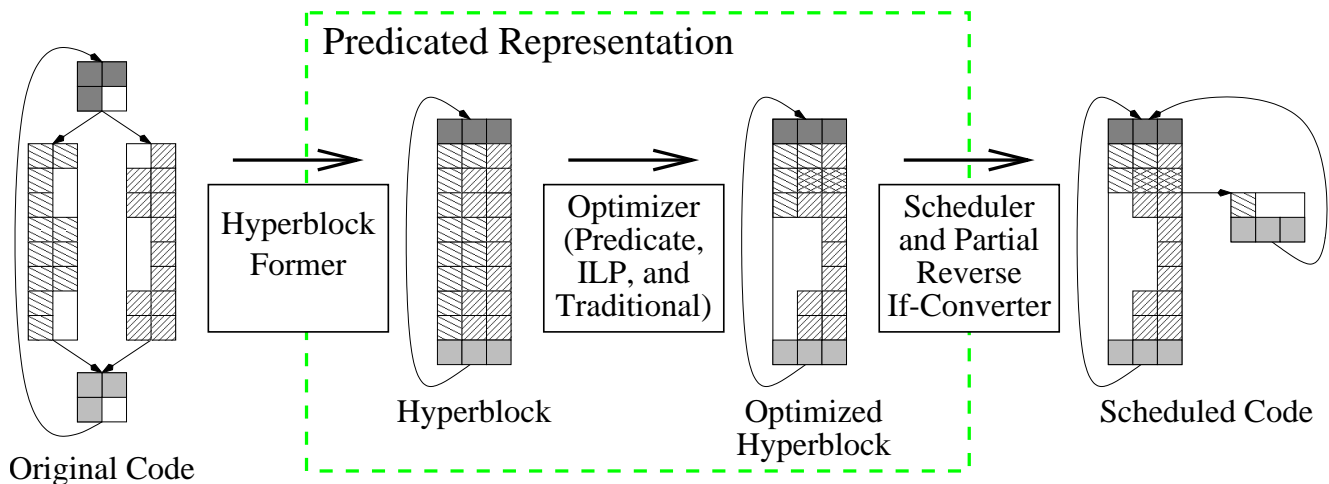 Predicated Representation
Hyperblock
Former
Optimizer
(Predicate,
ILP, and
Traditional)
Scheduler
and Partial
Reverse
If-Converter
Original Code
Hyperblock
Optimized
Hyperblock
Scheduled Code